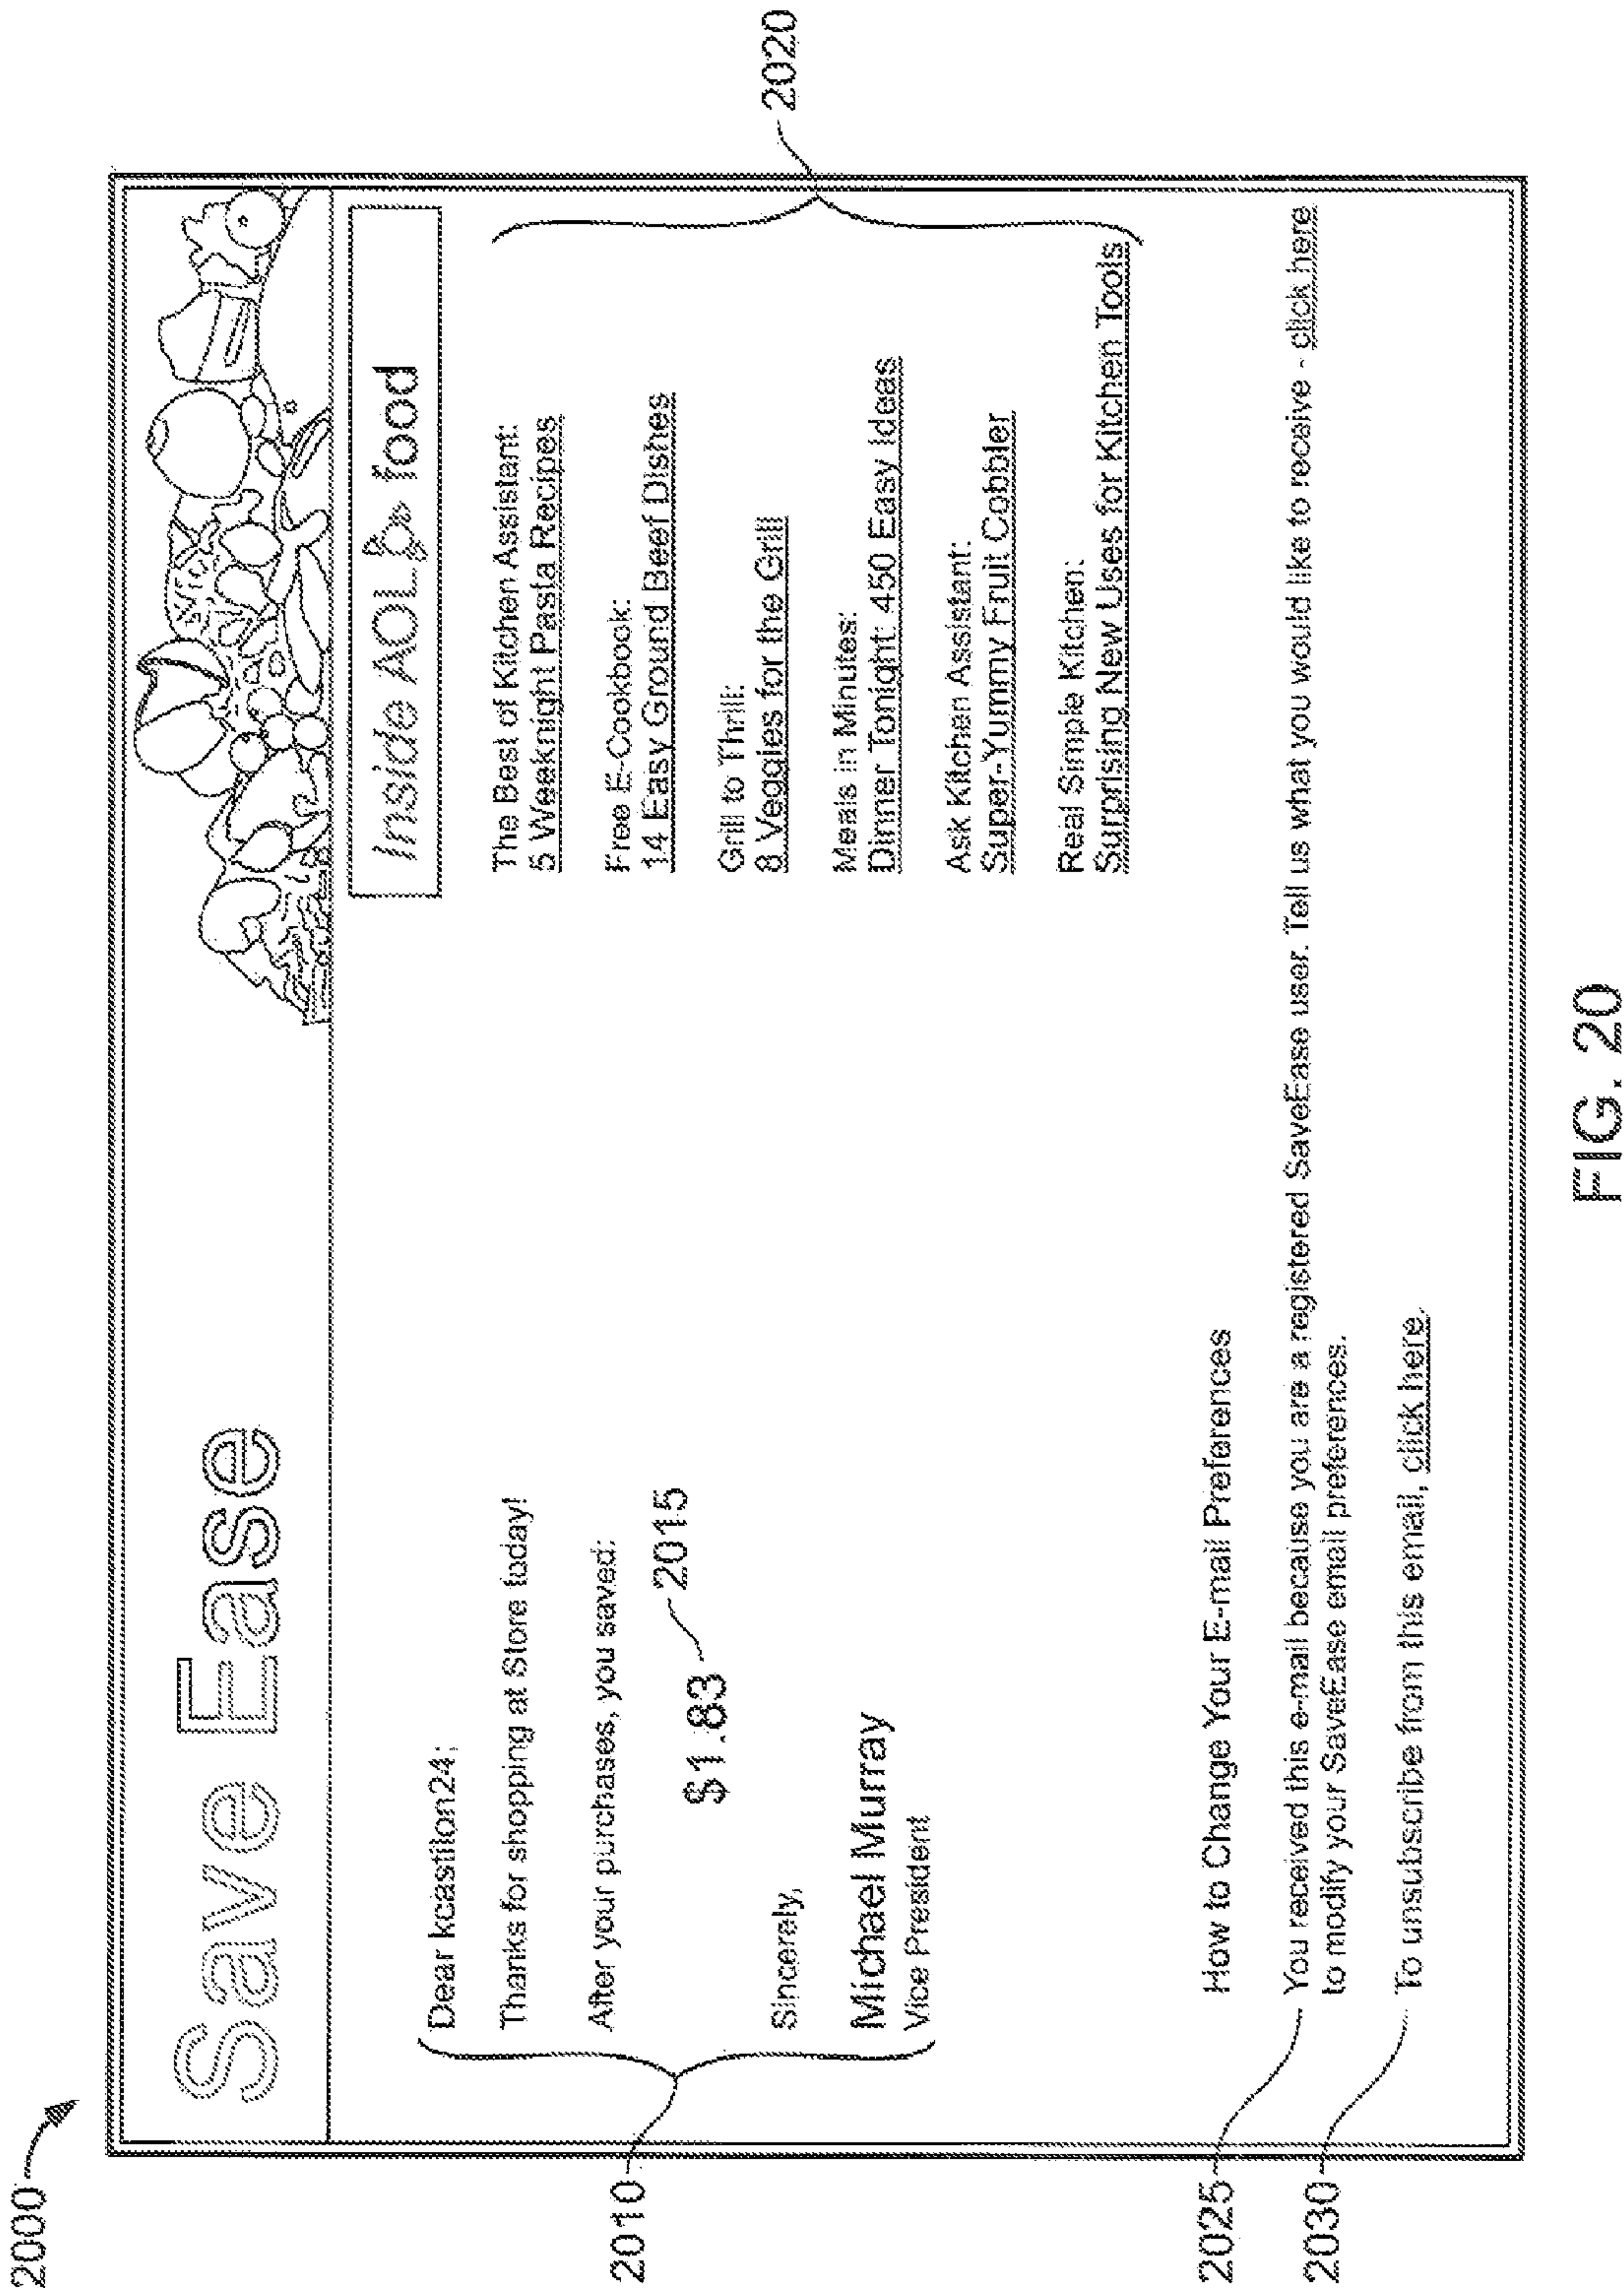 2000
Save Ease
Inside AOL food
2010
Dear kcastilon24:
Thanks for shopping at Store today!
After your purchases, you saved:
$1.83
2015
Sincerely,
Michael Murray
Vice President
The Best of Kitchen Assistant:
5 Weeknight Pasta Recipes
Free E-Cookbook:
14 Easy Ground Beef Dishes
Grill to Thrill:
8 Veggies for the Grill
Meals in Minutes:
Dinner Tonight: 450 Easy Ideas
Ask Kitchen Assistant:
Super-Yummy Fruit Cobbler
Real Simple Kitchen:
Surprising New Uses for Kitchen Tools
2020
How to Change Your E-mail Preferences
2025
You received this e-mail because you are a registered SaveEase user. Tell us what you would like to receive - click here
to modify your SaveEase email preferences.
2030
To unsubscribe from this email, click here.
FIG. 20